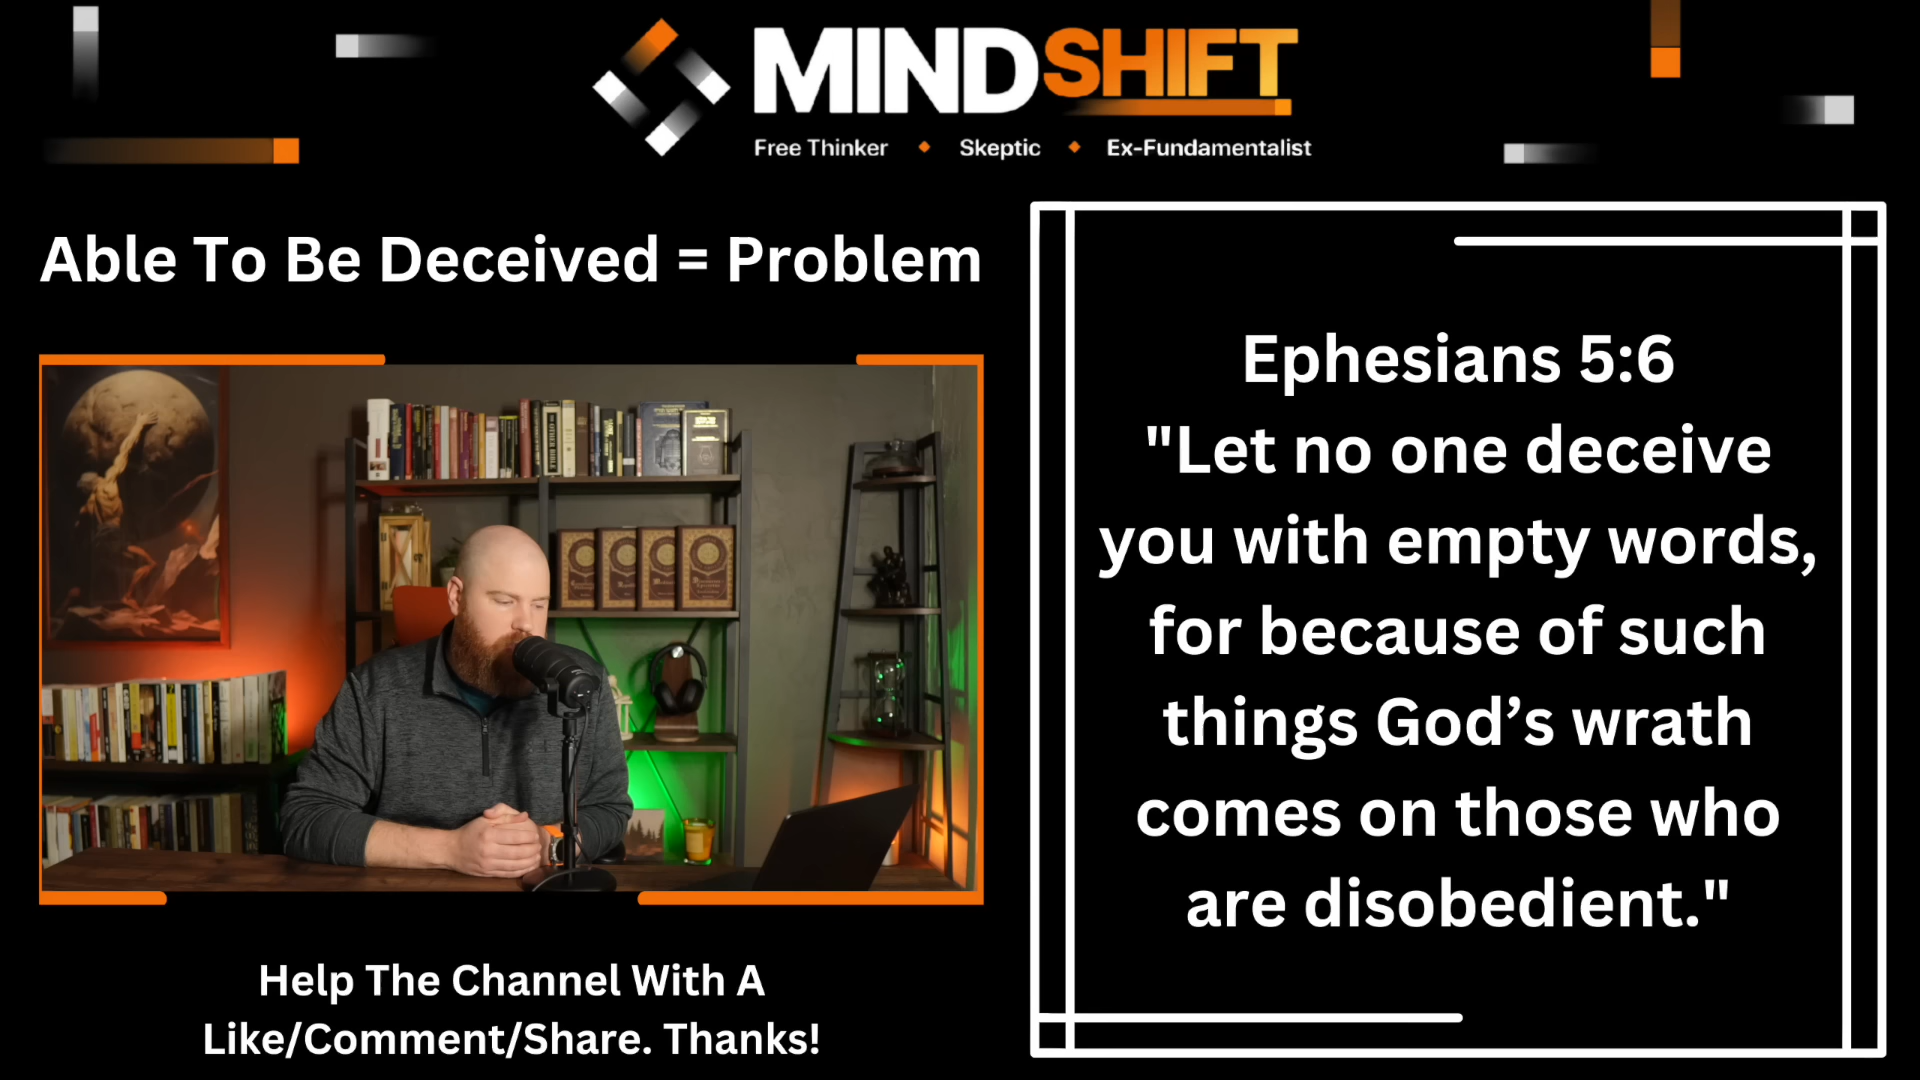 MINDSHIFT
Free Thinker ◆ Skeptic ◆ Ex-Fundamentalist
Able To Be Deceived = Problem
Ephesians 5:6
"Let no one deceive
you with empty words,
for because of such
things God’s wrath
comes on those who
are disobedient."
Help The Channel With A
Like/Comment/Share. Thanks!